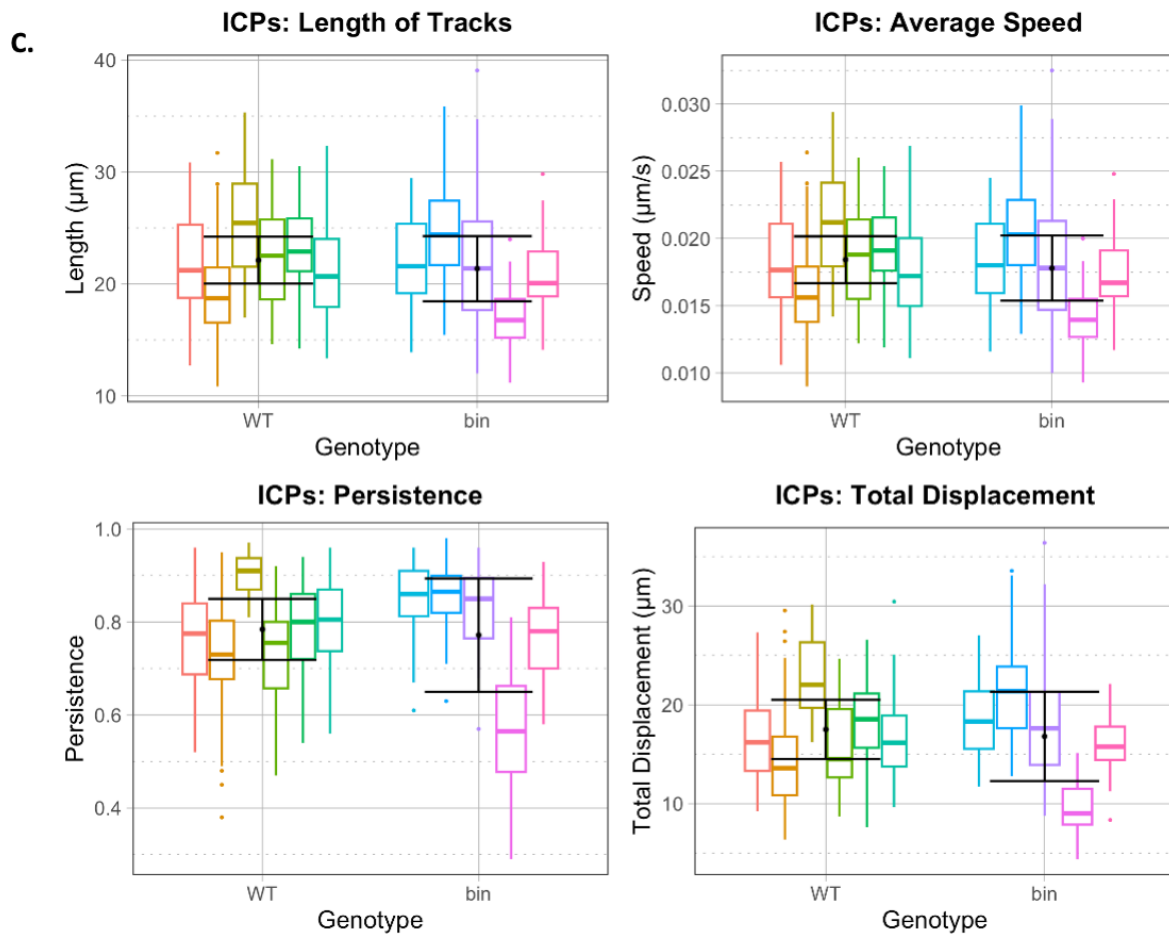 C.
ICPs: Length of Tracks
40
30
20
10
Length (μm)
WT
bin
Genotype
ICPs: Average Speed
0.030
0.025
0.020
0.015
0.010
Speed (μm/s)
WT
bin
Genotype
ICPs: Persistence
1.0
0.8
0.6
0.4
Persistence
WT
bin
Genotype
ICPs: Total Displacement
30
20
10
Total Displacement (μm)
WT
bin
Genotype